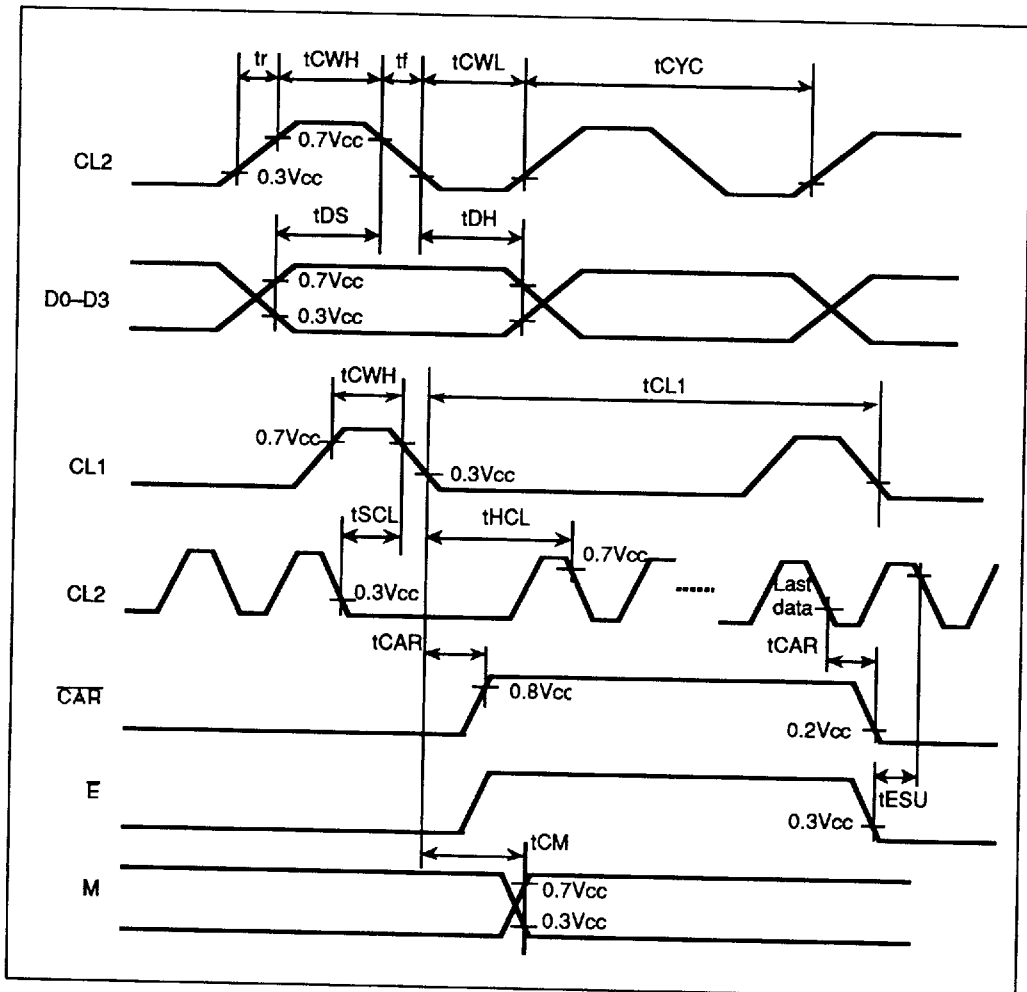 tr tCWH tf tCWL tCYC
CL2
0.7Vcc
0.3Vcc
tDS tDH
D0–D3
0.7Vcc
0.3Vcc
tCWH tCL1
0.7Vcc
CL1
0.3Vcc
tSCL tHCL
0.7Vcc
CL2
0.3Vcc
......
Last
data
tCAR tCAR
CAR
0.8Vcc
0.2Vcc
E
tESU
0.3Vcc
tCM
M
0.7Vcc
0.3Vcc